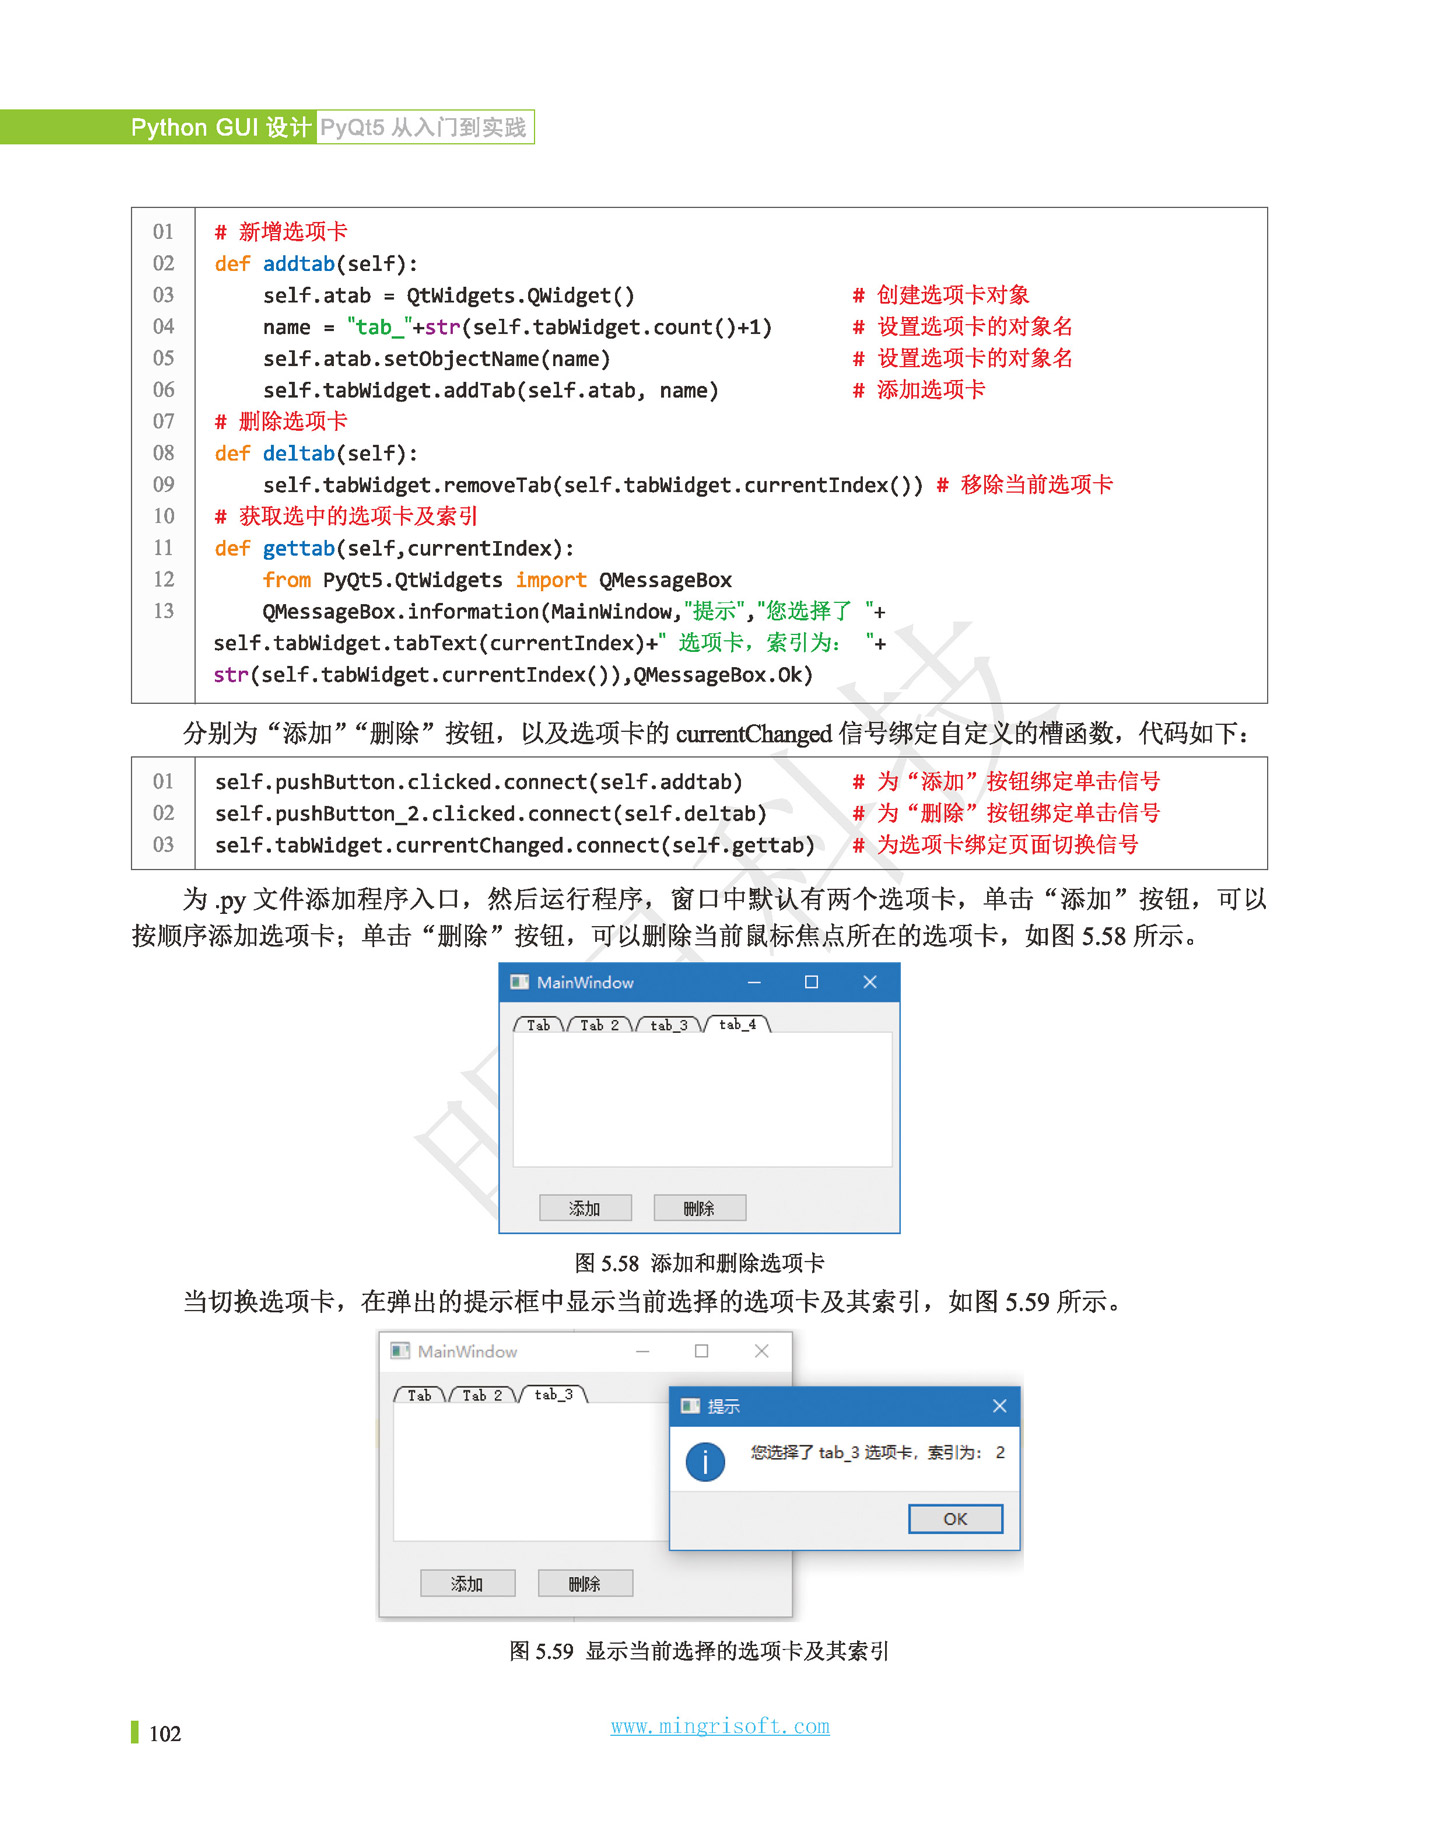 Python GUI 设计 PyQt5 从入门到实践
01 # 新增选项卡
02 def addtab(self):
03     self.atab = QtWidgets.QWidget() # 创建选项卡对象
04     name = "tab_"+str(self.tabWidget.count()+1) # 设置选项卡的对象名
05     self.atab.setObjectName(name) # 设置选项卡的对象名
06     self.tabWidget.addTab(self.atab, name) # 添加选项卡
07 # 删除选项卡
08 def deltab(self):
09     self.tabWidget.removeTab(self.tabWidget.currentIndex()) # 移除当前选项卡
10 # 获取选中的选项卡及索引
11 def gettab(self,currentIndex):
12     from PyQt5.QtWidgets import QMessageBox
13     QMessageBox.information(MainWindow,"提示","您选择了 "+
self.tabWidget.tabText(currentIndex)+" 选项卡，索引为： "+
str(self.tabWidget.currentIndex()),QMessageBox.Ok)
分别为“添加”“删除”按钮，以及选项卡的 currentChanged 信号绑定自定义的槽函数，代码如下：
01 self.pushButton.clicked.connect(self.addtab) # 为“添加”按钮绑定单击信号
02 self.pushButton_2.clicked.connect(self.deltab) # 为“删除”按钮绑定单击信号
03 self.tabWidget.currentChanged.connect(self.gettab) # 为选项卡绑定页面切换信号
为 .py 文件添加程序入口，然后运行程序，窗口中默认有两个选项卡，单击“添加”按钮，可以
按顺序添加选项卡；单击“删除”按钮，可以删除当前鼠标焦点所在的选项卡，如图 5.58 所示。
MainWindow
Tab Tab 2 tab_3 tab_4
添加 删除
图 5.58 添加和删除选项卡
当切换选项卡，在弹出的提示框中显示当前选择的选项卡及其索引，如图 5.59 所示。
MainWindow
Tab Tab 2 tab_3
提示
您选择了 tab_3 选项卡，索引为： 2
OK
添加 删除
图 5.59 显示当前选择的选项卡及其索引
102
www.mingrisoft.com
明日科技